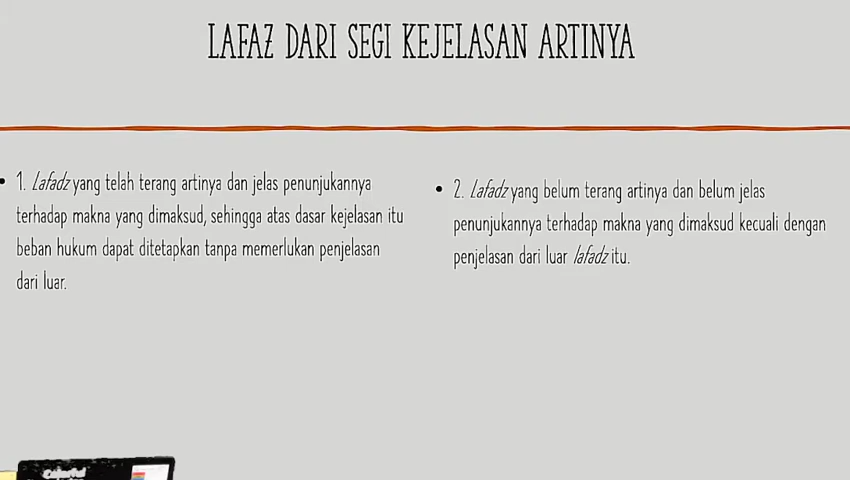 LAFAZ DARI SEGI KEJELASAN ARTINYA
• 1. Lafadz yang telah terang artinya dan jelas penunjukannya
terhadap makna yang dimaksud, sehingga atas dasar kejelasan itu
beban hukum dapat ditetapkan tanpa memerlukan penjelasan
dari luar.
• 2. Lafadz yang belum terang artinya dan belum jelas
penunjukannya terhadap makna yang dimaksud kecuali dengan
penjelasan dari luar lafadz itu.
Colorful